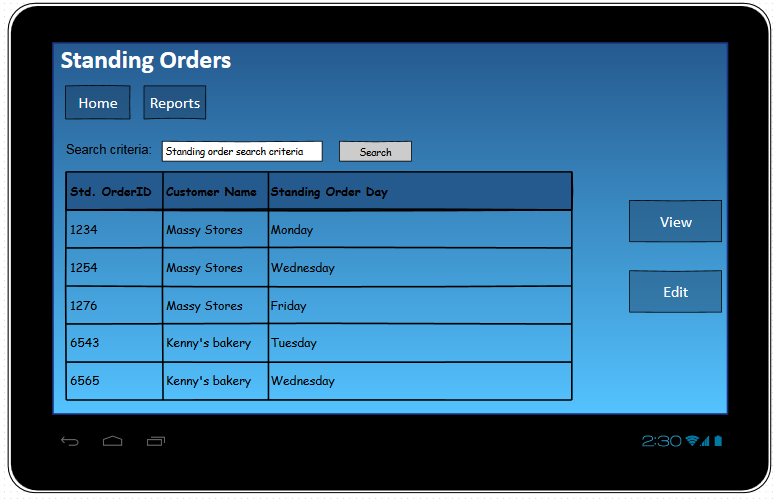 Standing Orders
Home Reports
Search criteria: Standing order search criteria Search
Std. OrderID Customer Name Standing Order Day
1234 Massy Stores Monday
View
1254 Massy Stores Wednesday
Edit
1276 Massy Stores Friday
6543 Kenny's bakery Tuesday
6565 Kenny's bakery Wednesday
2:30